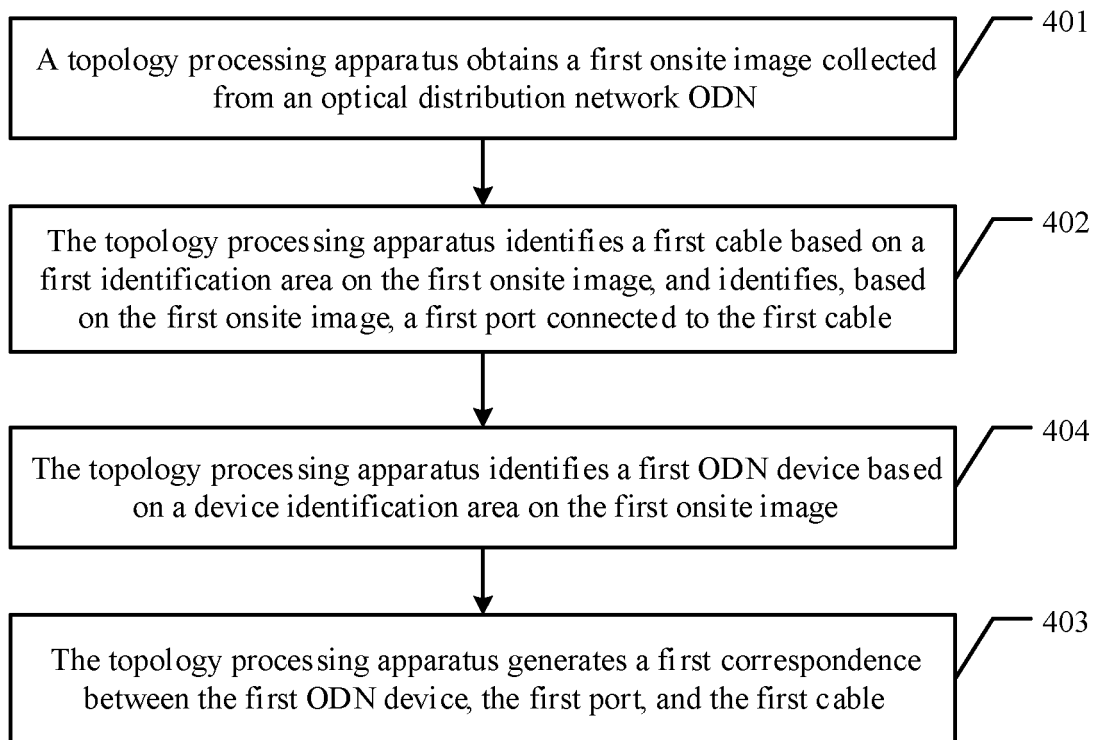 A topology processing apparatus obtains a first onsite image collected
from an optical distribution network ODN
401
The topology processing apparatus identifies a first cable based on a
first identification area on the first onsite image, and identifies, based
on the first onsite image, a first port connected to the first cable
402
The topology processing apparatus identifies a first ODN device based
on a device identification area on the first onsite image
404
The topology processing apparatus generates a first correspondence
between the first ODN device, the first port, and the first cable
403